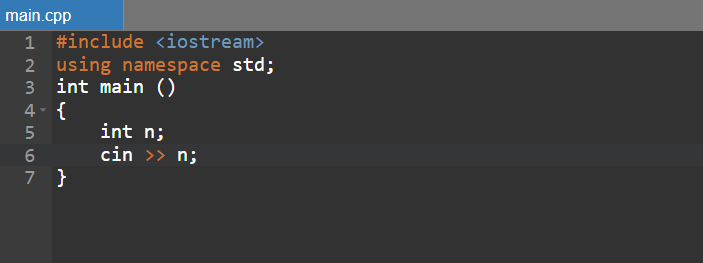 main.cpp
1 #include <iostream>
2 using namespace std;
3 int main ()
4 {
5     int n;
6     cin >> n;
7 }